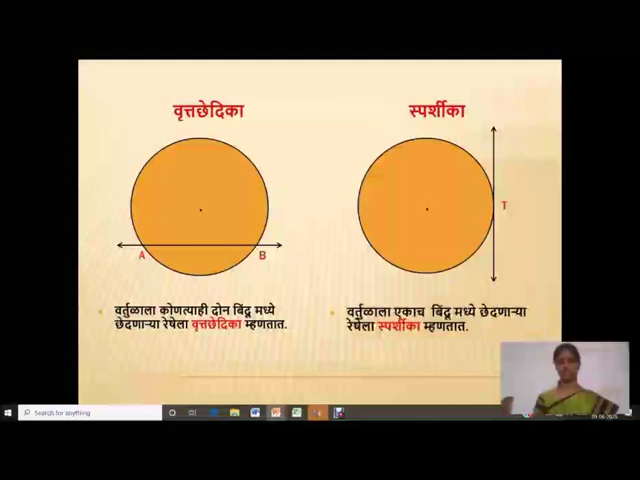 वृत्तछेदिका
स्पर्शीका
T
A
B
वर्तुळाला कोणत्याही दोन बिंदू मध्ये
छेदणाऱ्या रेषेला वृत्तछेदिका म्हणतात.
वर्तुळाला एकाच बिंदू मध्ये छेदणाऱ्या
रेषेला स्पर्शीका म्हणतात.
Search for anything